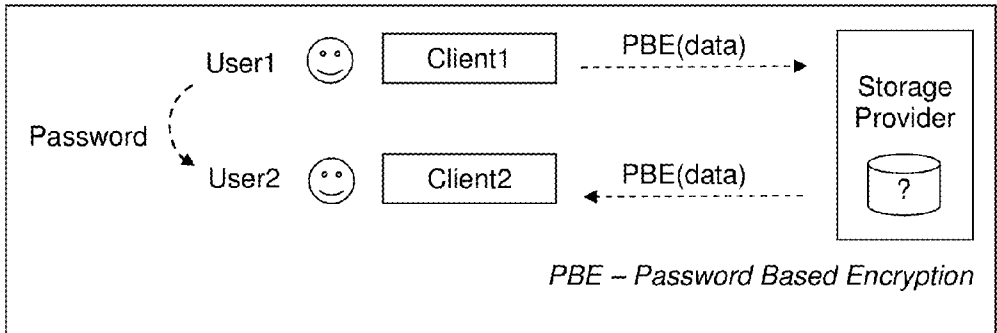 User1
Client1
PBE(data)
Storage
Provider
Password
User2
Client2
PBE(data)
?
PBE – Password Based Encryption